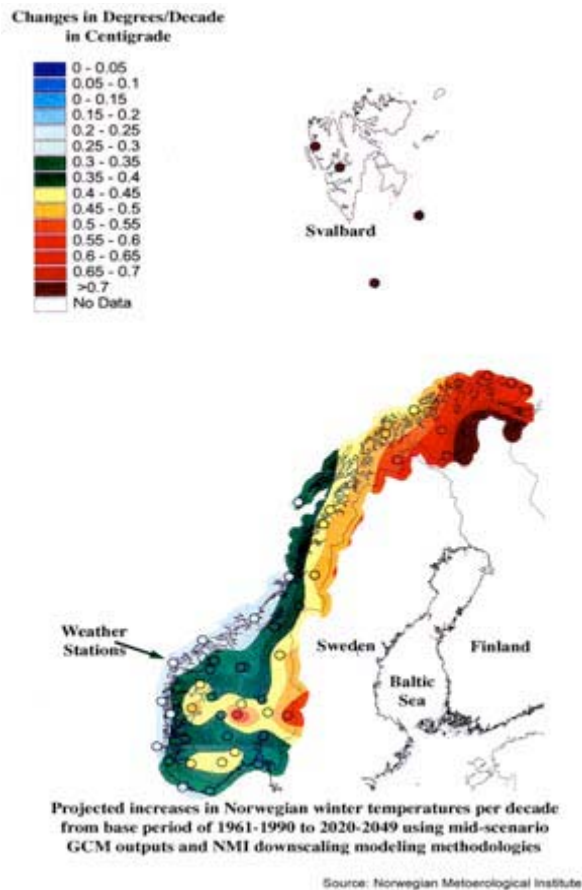 Changes in Degrees/Decade
in Centigrade
0 - 0.05
0.05 - 0.1
0 - 0.15
0.15 - 0.2
0.2 - 0.25
0.25 - 0.3
0.3 - 0.35
0.35 - 0.4
0.4 - 0.45
0.45 - 0.5
0.5 - 0.55
0.55 - 0.6
0.6 - 0.65
0.65 - 0.7
>0.7
No Data
Svalbard
Weather
Stations
Sweden
Finland
Baltic
Sea
Projected increases in Norwegian winter temperatures per decade
from base period of 1961-1990 to 2020-2049 using mid-scenario
GCM outputs and NMI downscaling modeling methodologies
Source: Norwegian Metoerological Institute